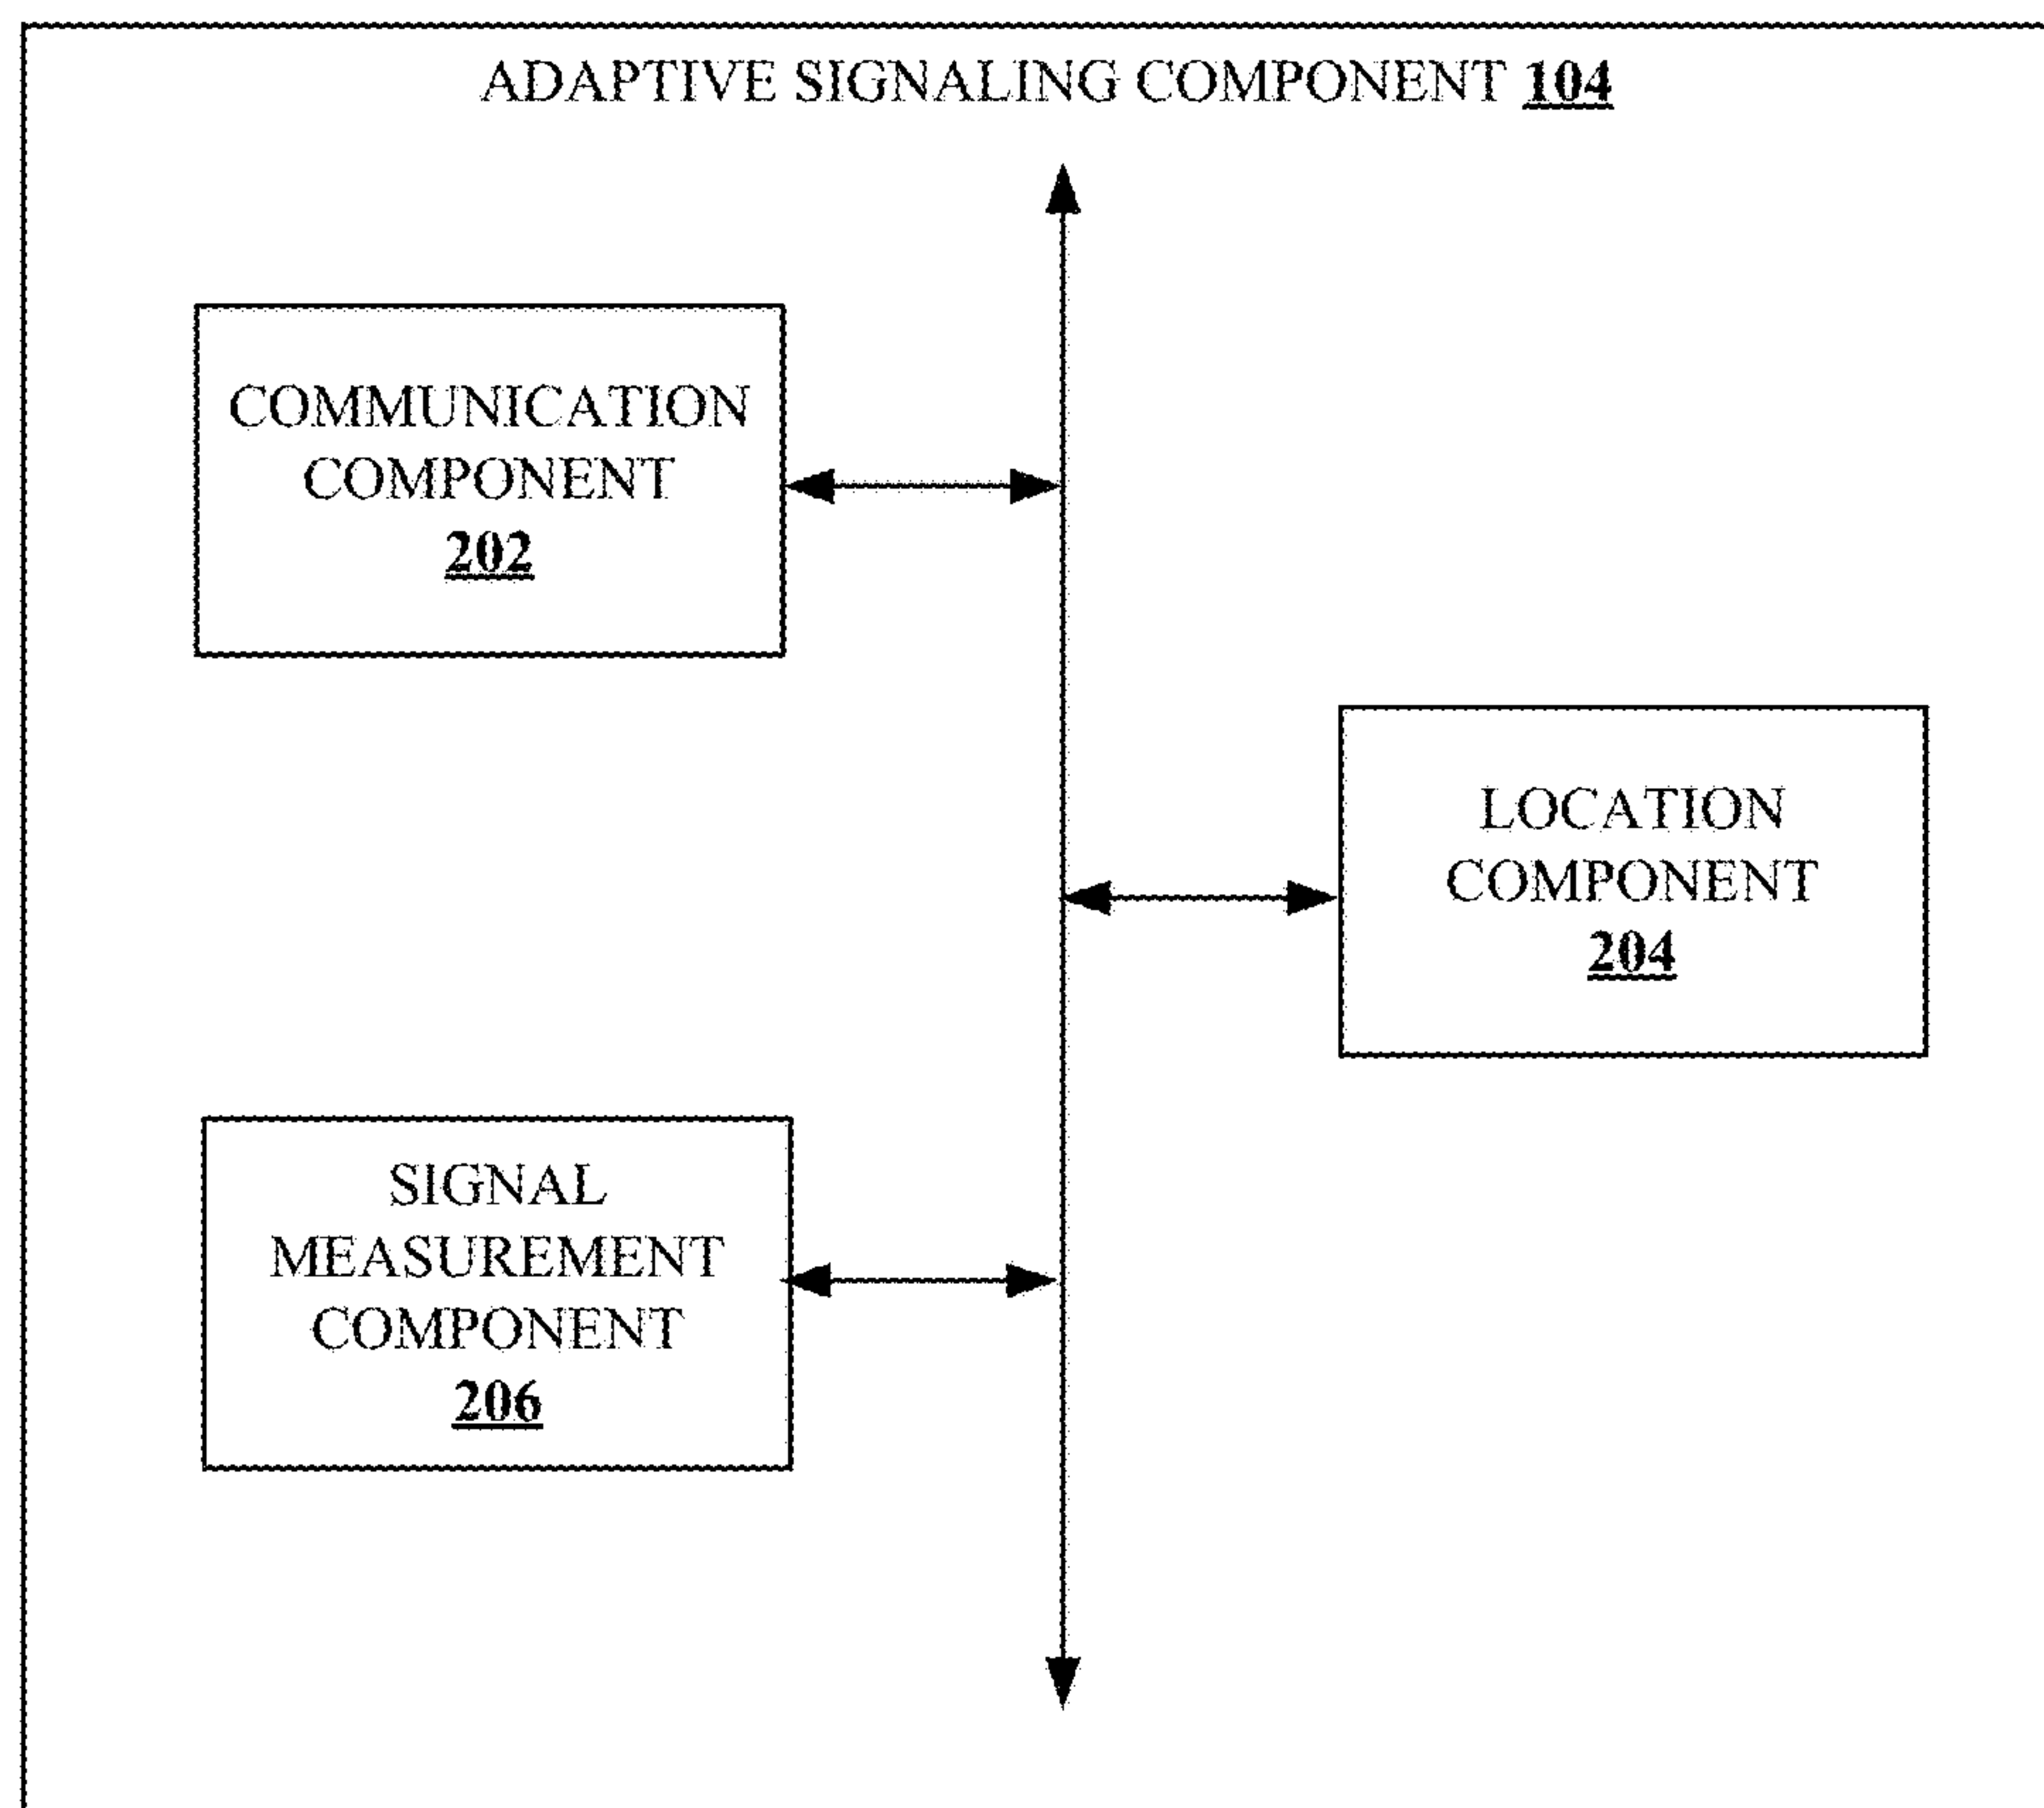 ADAPTIVE SIGNALING COMPONENT 104
COMMUNICATION
COMPONENT
202
LOCATION
COMPONENT
204
SIGNAL
MEASUREMENT
COMPONENT
206